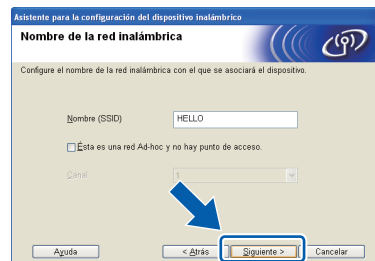 Asistente para la configuración del dispositivo inalámbrico
Nombre de la red inalámbrica
Configure el nombre de la red inalámbrica con el que se asociará el dispositivo.
Nombre (SSID) HELLO
Ésta es una red Ad-hoc y no hay punto de acceso.
Canal 1
Ayuda < Atrás Siguiente > Cancelar